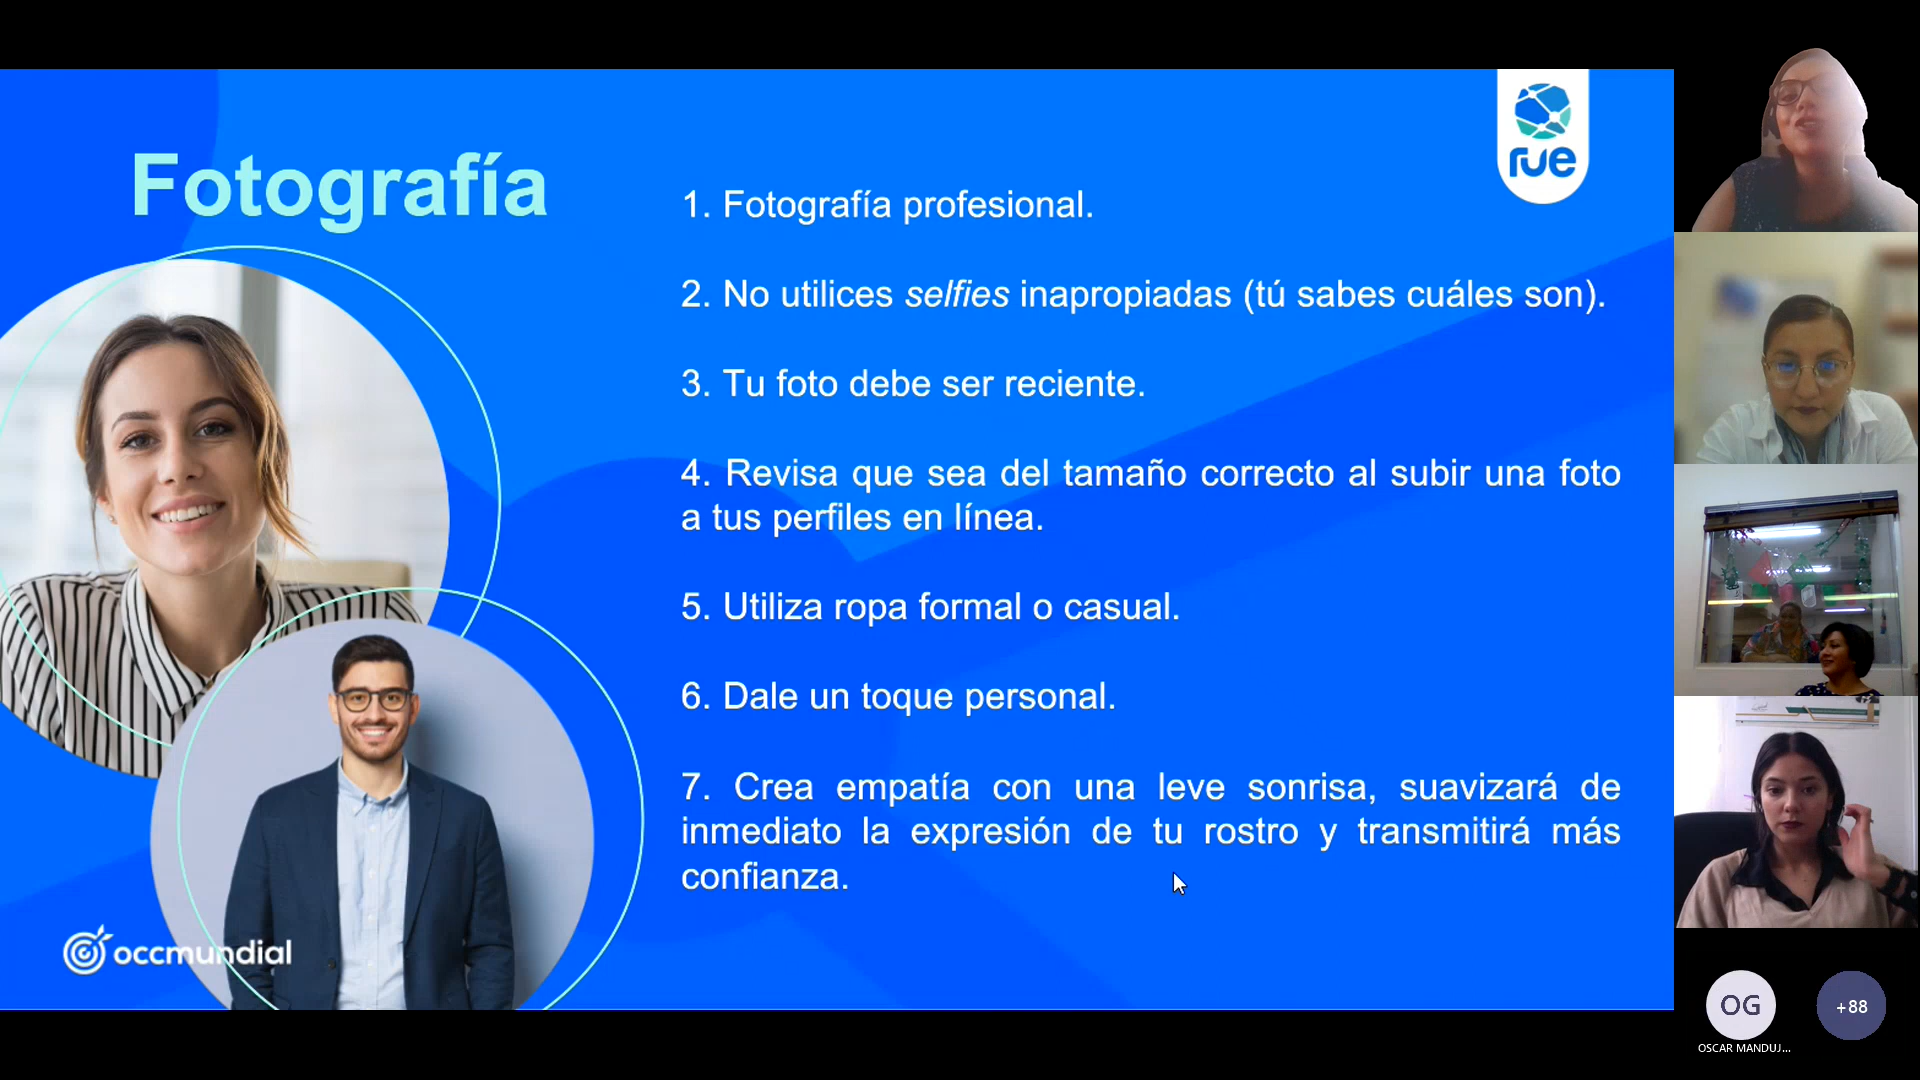 Fotografía
rue
1. Fotografía profesional.
2. No utilices selfies inapropiadas (tú sabes cuáles son).
3. Tu foto debe ser reciente.
4. Revisa que sea del tamaño correcto al subir una foto
a tus perfiles en línea.
5. Utiliza ropa formal o casual.
6. Dale un toque personal.
7. Crea empatía con una leve sonrisa, suavizará de
inmediato la expresión de tu rostro y transmitirá más
confianza.
occmundial
OG
+88
OSCAR MANDUJ...